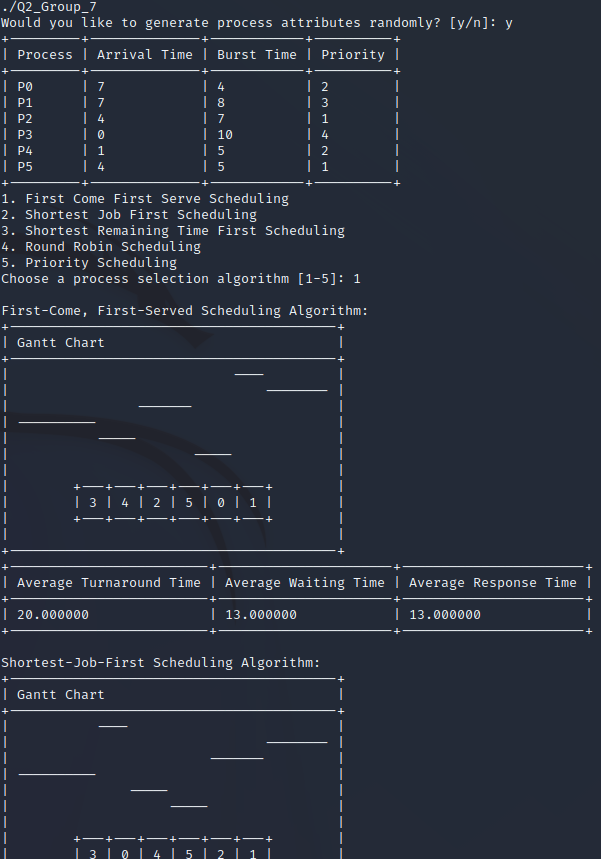 ./Q2_Group_7
Would you like to generate process attributes randomly? [y/n]: y
| Process | Arrival Time | Burst Time | Priority |
| P0 | 7 | 4 | 2 |
| P1 | 7 | 8 | 3 |
| P2 | 4 | 7 | 1 |
| P3 | 0 | 10 | 4 |
| P4 | 1 | 5 | 2 |
| P5 | 4 | 5 | 1 |
1. First Come First Serve Scheduling
2. Shortest Job First Scheduling
3. Shortest Remaining Time First Scheduling
4. Round Robin Scheduling
5. Priority Scheduling
Choose a process selection algorithm [1-5]: 1
First-Come, First-Served Scheduling Algorithm:
| Gantt Chart |
| 3 | 4 | 2 | 5 | 0 | 1 |
| Average Turnaround Time | Average Waiting Time | Average Response Time |
| 20.000000 | 13.000000 | 13.000000 |
Shortest-Job-First Scheduling Algorithm:
| Gantt Chart |
| 3 | 0 | 4 | 5 | 2 | 1 |